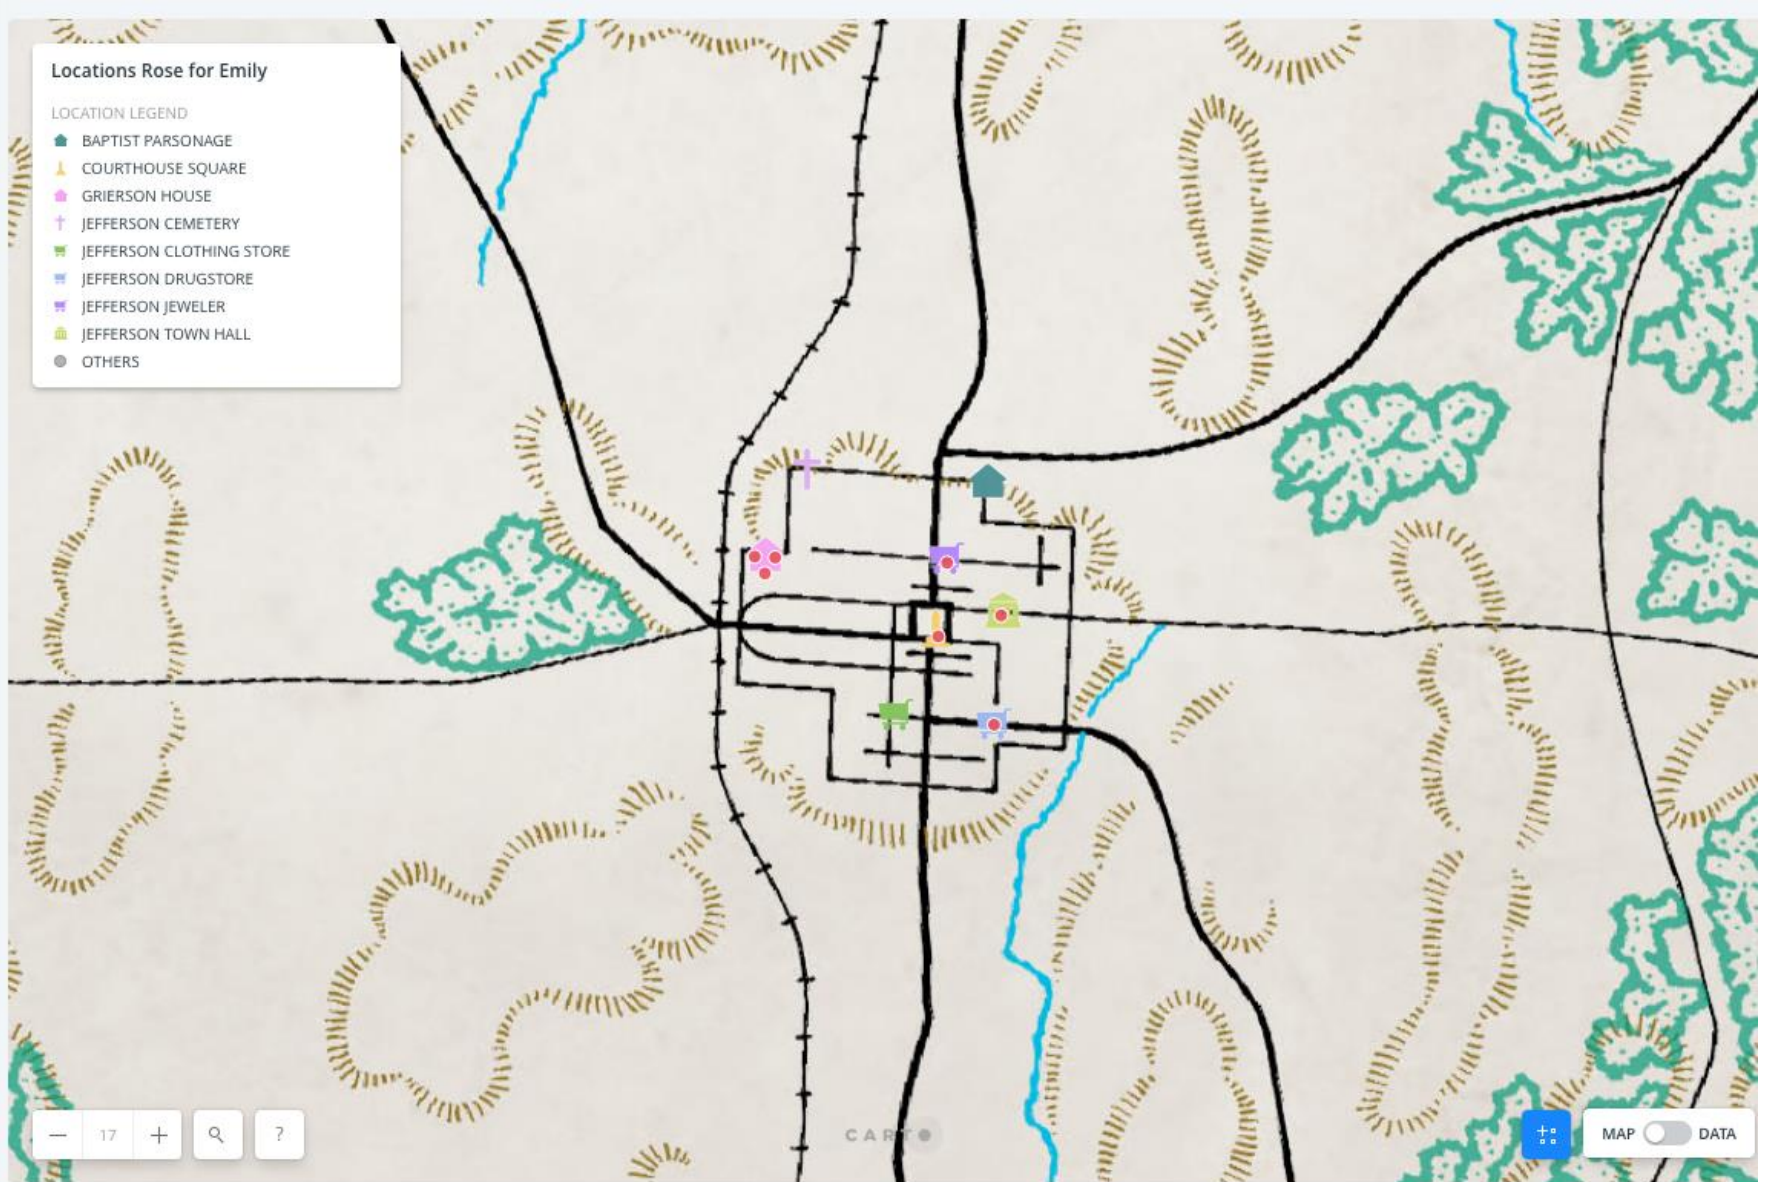 Locations Rose for Emily
LOCATION LEGEND
BAPTIST PARSONAGE
COURTHOUSE SQUARE
GRIERSON HOUSE
JEFFERSON CEMETERY
JEFFERSON CLOTHING STORE
JEFFERSON DRUGSTORE
JEFFERSON JEWELER
JEFFERSON TOWN HALL
OTHERS
— 17 +
?
CARTO
MAP DATA